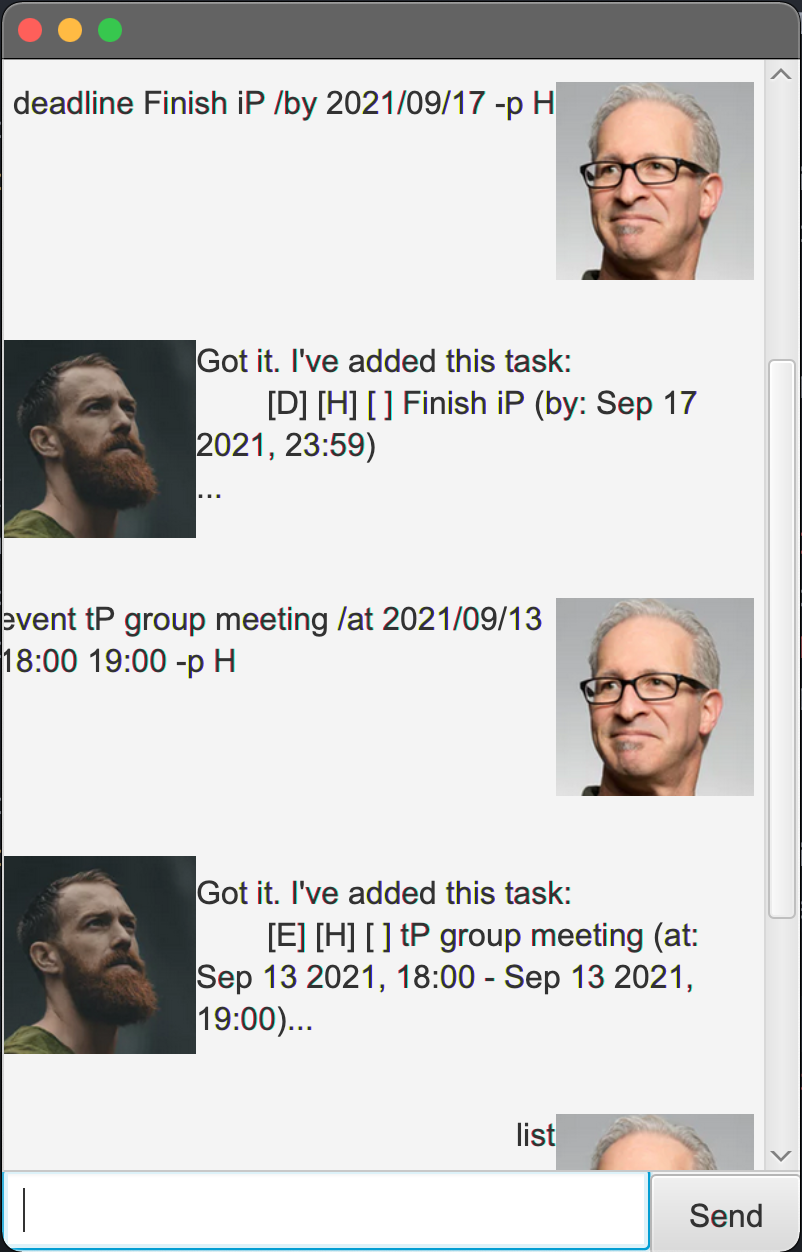 deadline Finish iP /by 2021/09/17 -p H
Got it. I've added this task:
[D] [H] [ ] Finish iP (by: Sep 17
2021, 23:59)
...
event tP group meeting /at 2021/09/13
18:00 19:00 -p H
Got it. I've added this task:
[E] [H] [ ] tP group meeting (at:
Sep 13 2021, 18:00 - Sep 13 2021,
19:00)...
list
Send